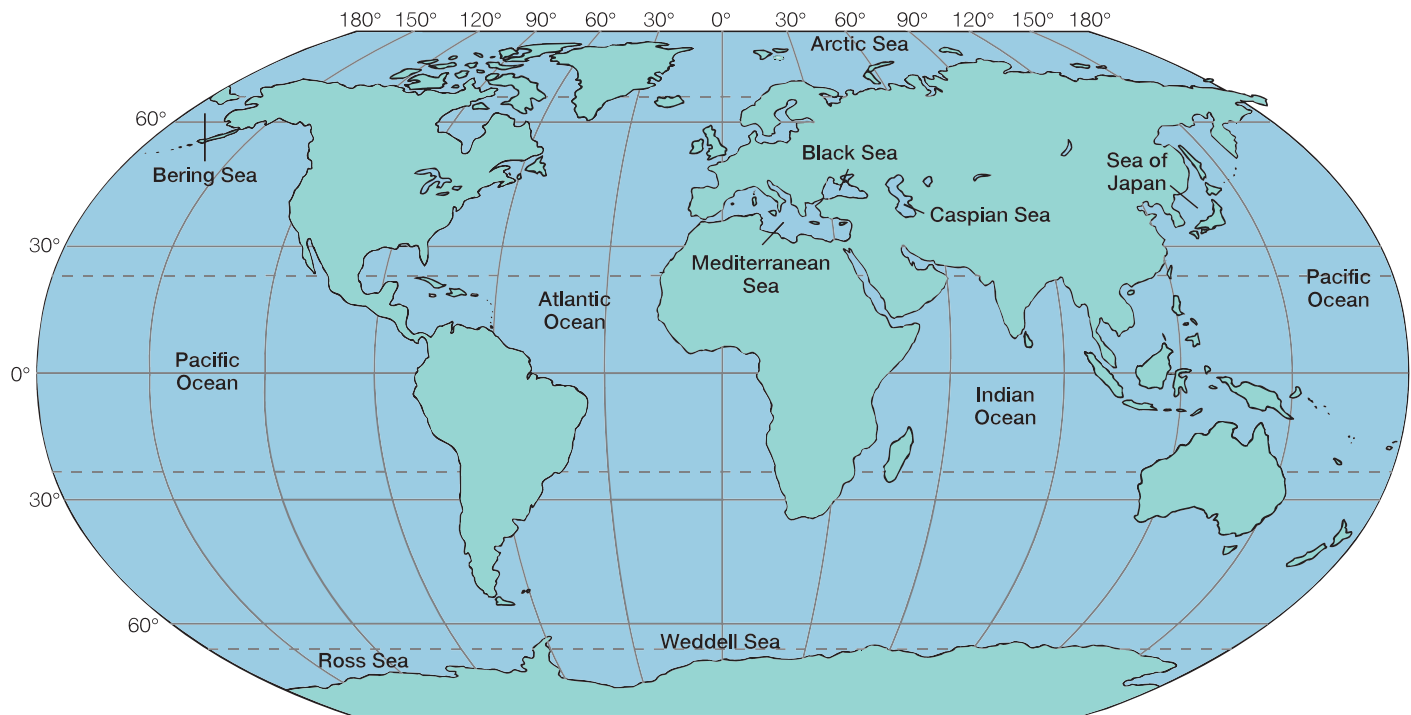 180° 150° 120° 90° 60° 30° 0° 30° 60° 90° 120° 150° 180°
Arctic Sea
60°
Black Sea
Sea of
Japan
Bering Sea
Caspian Sea
30°
Mediterranean
Sea
Pacific
Ocean
Atlantic
Ocean
Pacific
Ocean
0°
Indian
Ocean
30°
60°
Weddell Sea
Ross Sea